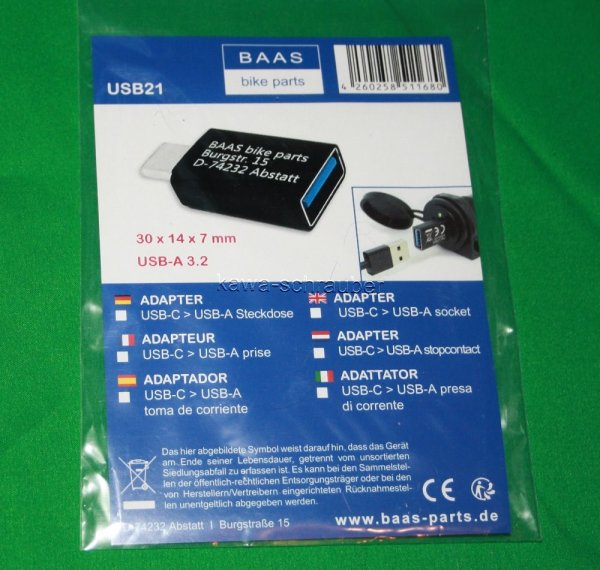 BAAS
bike parts
USB21
4 260258 511680
BAAS bike parts
Burgstr. 15
D-74232 Abstatt
30 x 14 x 7 mm
USB-A 3.2
kawa-schrauber
ADAPTER
USB-C > USB-A Steckdose
ADAPTER
USB-C > USB-A socket
ADAPTEUR
USB-C > USB-A prise
ADAPTER
USB-C > USB-A stopcontact
ADAPTADOR
USB-C > USB-A
toma de corriente
ADATTATOR
USB-C > USB-A presa
di corrente
Das hier abgebildete Symbol weist darauf hin, dass das Gerät
am Ende seiner Lebensdauer, getrennt vom unsortierten
Siedlungsabfall zu erfassen ist. Es kann bei den Sammelstel-
len der öffentlich-rechtlichen Entsorgungsträger oder bei den
von Herstellern/Vertreibern eingerichteten Rücknahmestel-
len unentgeltlich abgegeben werden.
74232 Abstatt I Burgstraße 15
CE
www.baas-parts.de